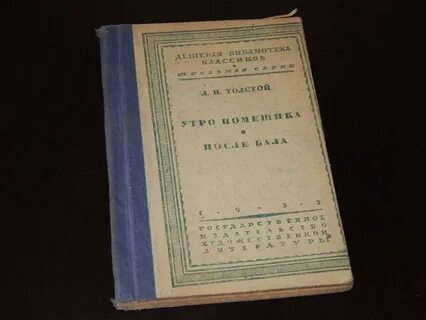 ДЕШЕВАЯ БИБЛИОТЕКА
КЛАССИКОВ
ШКОЛЬНАЯ СЕРИЯ
Л. Н. ТОЛСТОЙ
УТРО ПОМЕЩИКА
ПОСЛЕ БАЛА
ГОСУДАРСТВЕННОЕ
ИЗДАТЕЛЬСТВО
ХУДОЖЕСТВЕННОЙ
ЛИТЕРАТУРЫ